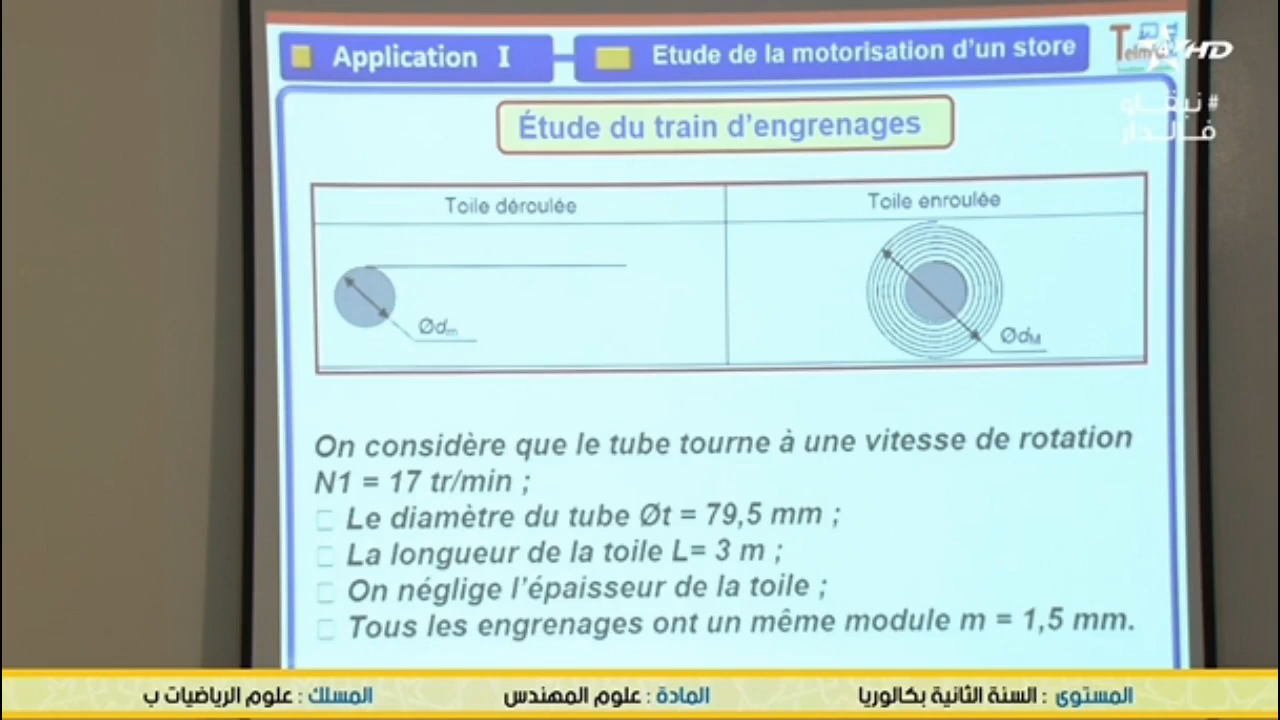 Application I
Etude de la motorisation d'un store
Telm
HD
#نبقاو
فالدار
Étude du train d'engrenages
Toile déroulée
Toile enroulée
Ødm
ØdM
On considère que le tube tourne à une vitesse de rotation
N1 = 17 tr/min ;
Le diamètre du tube Øt = 79,5 mm ;
La longueur de la toile L= 3 m ;
On néglige l'épaisseur de la toile ;
Tous les engrenages ont un même module m = 1,5 mm.
المستوى : السنة الثانية بكالوريا
المادة : علوم المهندس
المسلك : علوم الرياضيات ب